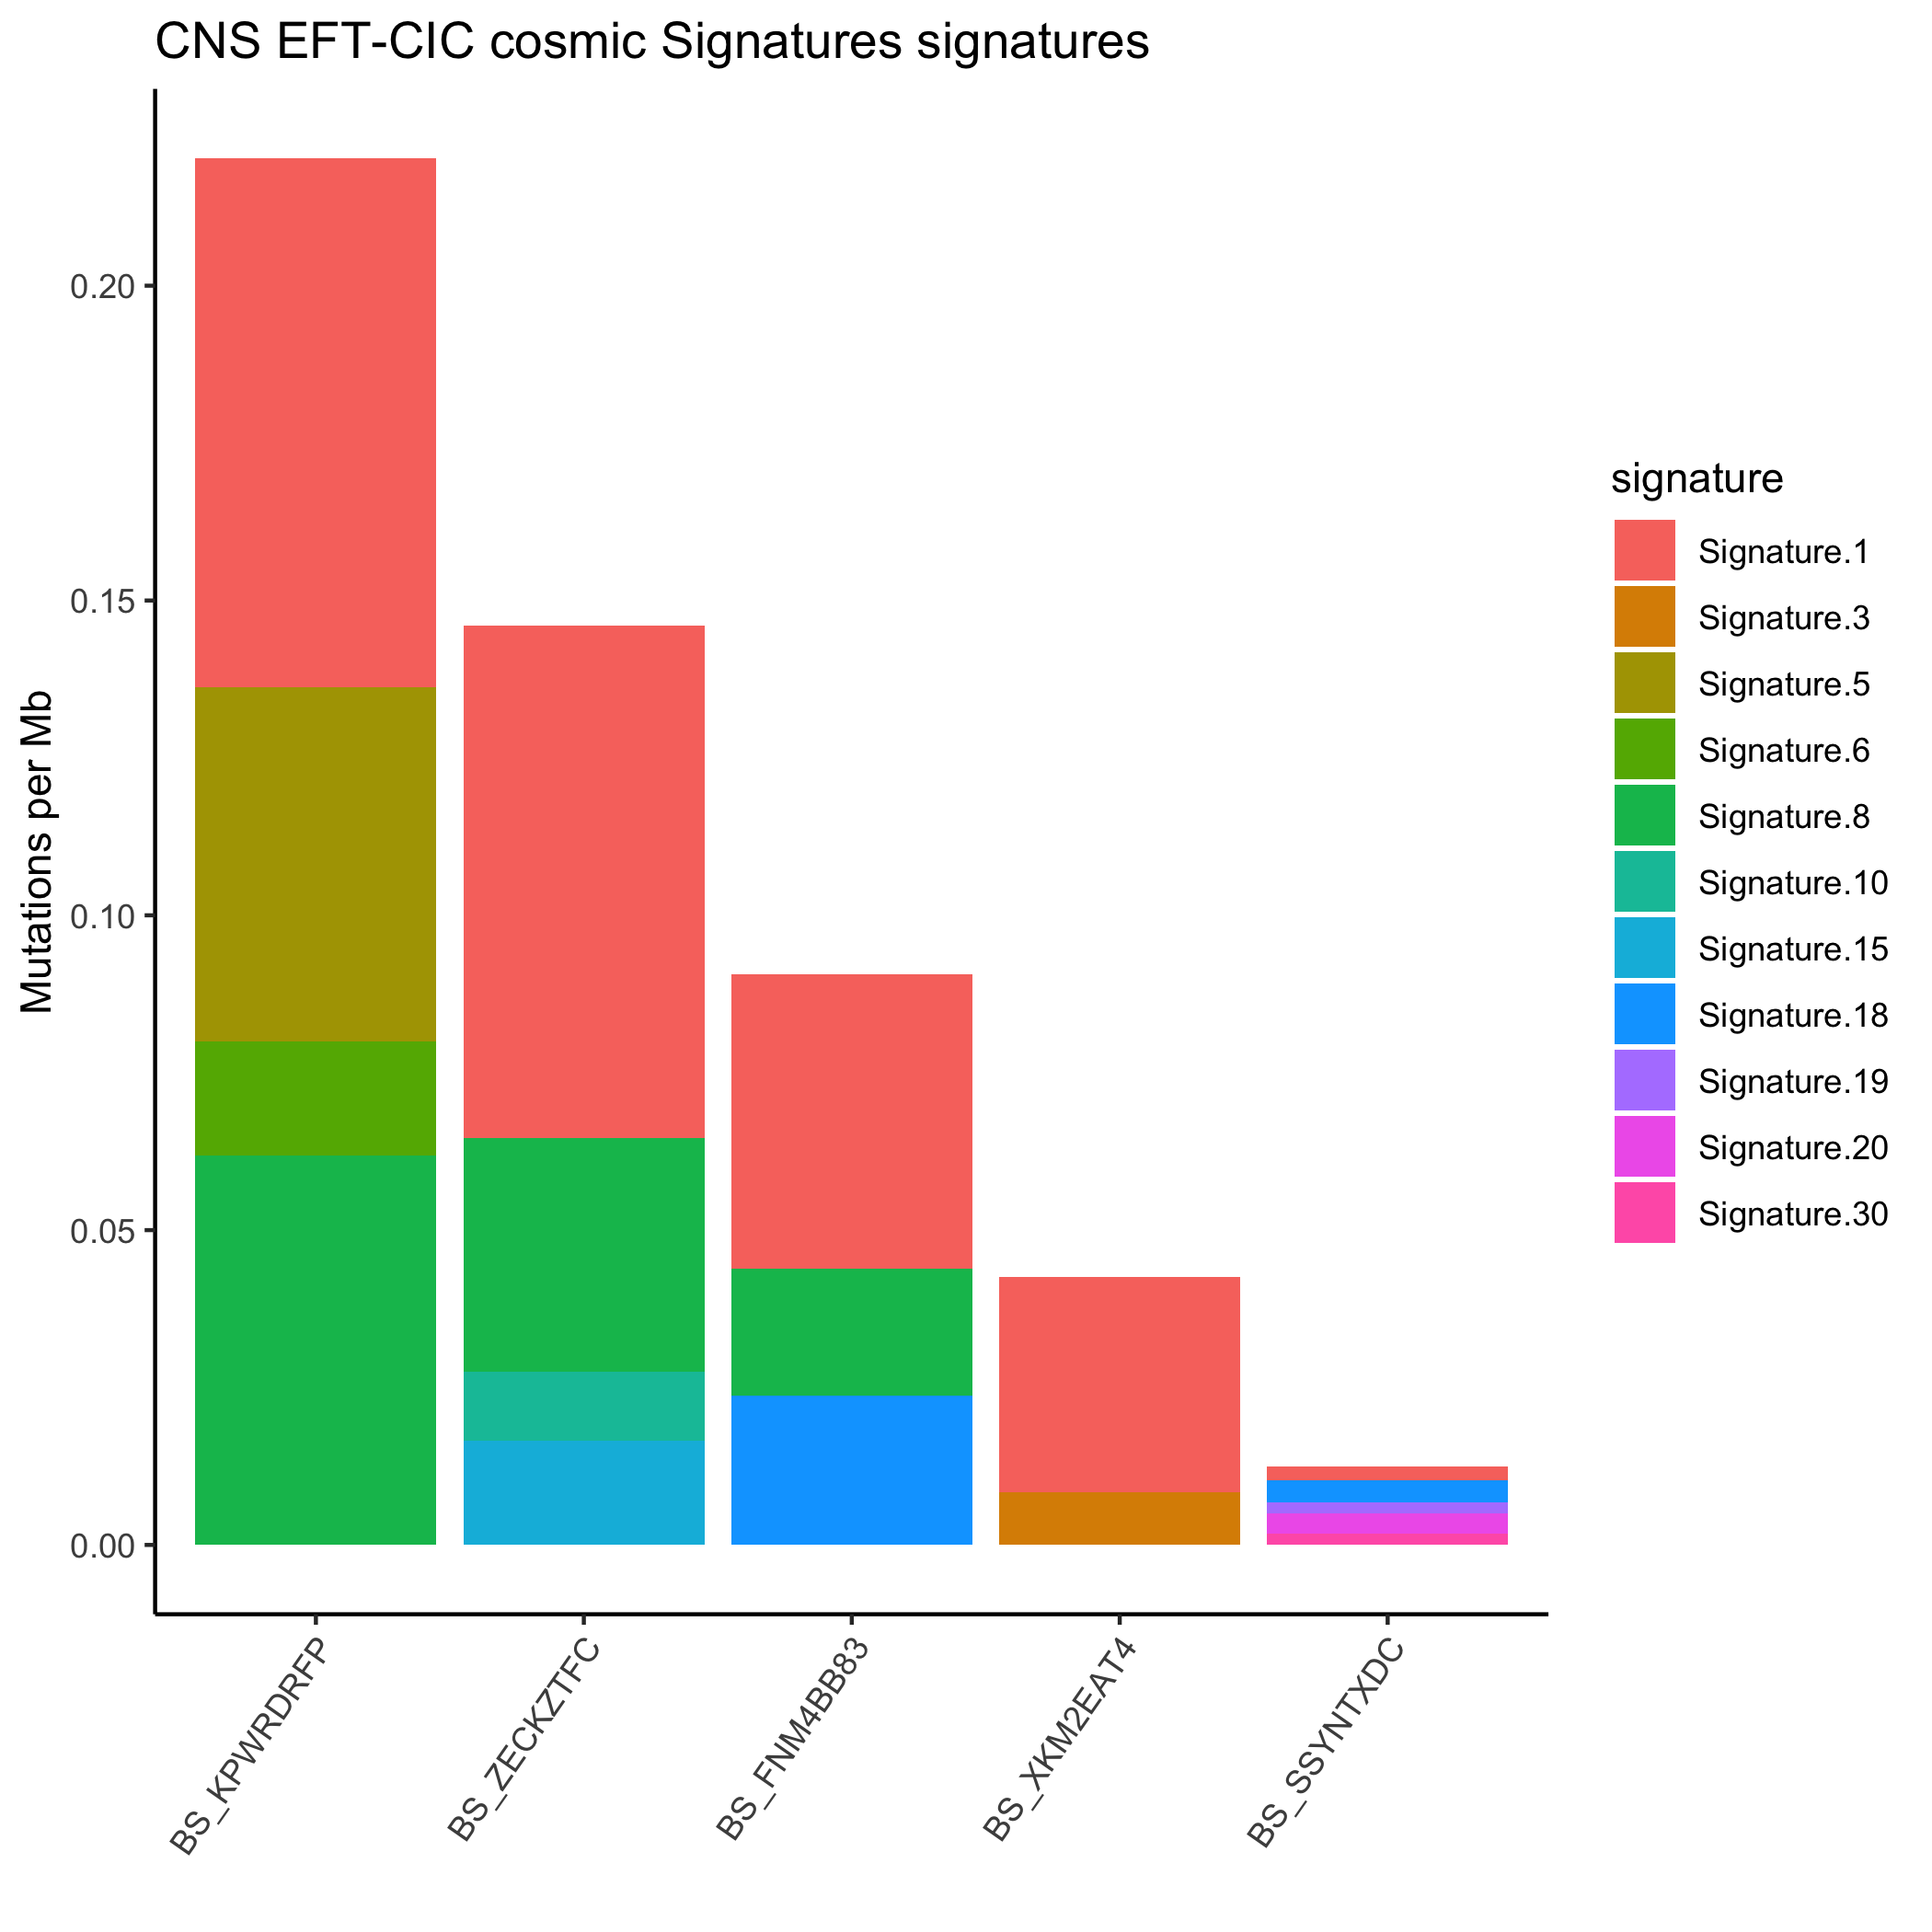 CNS EFT-CIC cosmic Signatures signatures
Mutations per Mb
0.20
0.15
0.10
0.05
0.00
BS_KPWRDRFP
BS_ZECKZTFC
BS_FNM4BB83
BS_XKM2EAT4
BS_SSYNTXDC
signature
Signature.1
Signature.3
Signature.5
Signature.6
Signature.8
Signature.10
Signature.15
Signature.18
Signature.19
Signature.20
Signature.30